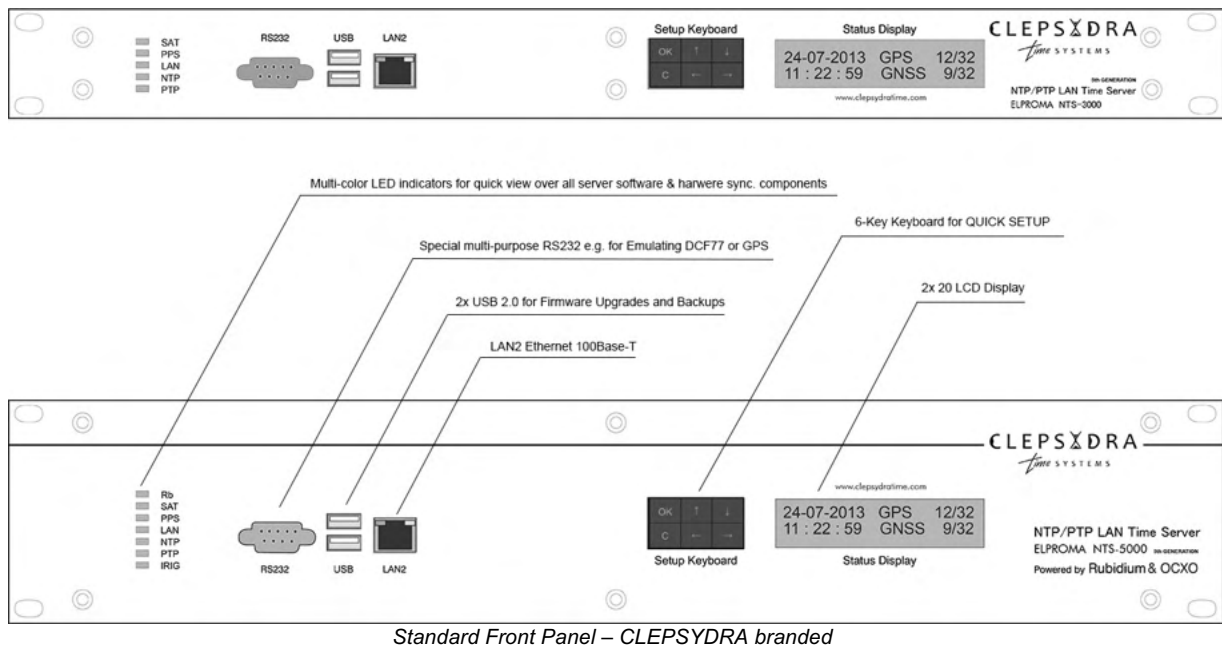 SAT
PPS
LAN
NTP
PTP
RS232
USB
LAN2
Setup Keyboard
OK ↑ ↓
C ← →
Status Display
24-07-2013 GPS 12/32
11 : 22 : 59 GNSS 9/32
www.clepsydratime.com
CLEPSYDRA
Time SYSTEMS
5th GENERATION
NTP/PTP LAN Time Server
ELPROMA NTS-3000
Multi-color LED indicators for quick view over all server software & harwere sync. components
6-Key Keyboard for QUICK SETUP
Special multi-purpose RS232 e.g. for Emulating DCF77 or GPS
2x 20 LCD Display
2x USB 2.0 for Firmware Upgrades and Backups
LAN2 Ethernet 100Base-T
CLEPSYDRA
Time SYSTEMS
Rb
SAT
PPS
LAN
NTP
PTP
IRIG
RS232
USB
LAN2
OK ↑ ↓
C ← →
Setup Keyboard
www.clepsydratime.com
24-07-2013 GPS 12/32
11 : 22 : 59 GNSS 9/32
Status Display
NTP/PTP LAN Time Server
ELPROMA NTS-5000 5th GENERATION
Powered by Rubidium & OCXO
Standard Front Panel – CLEPSYDRA branded